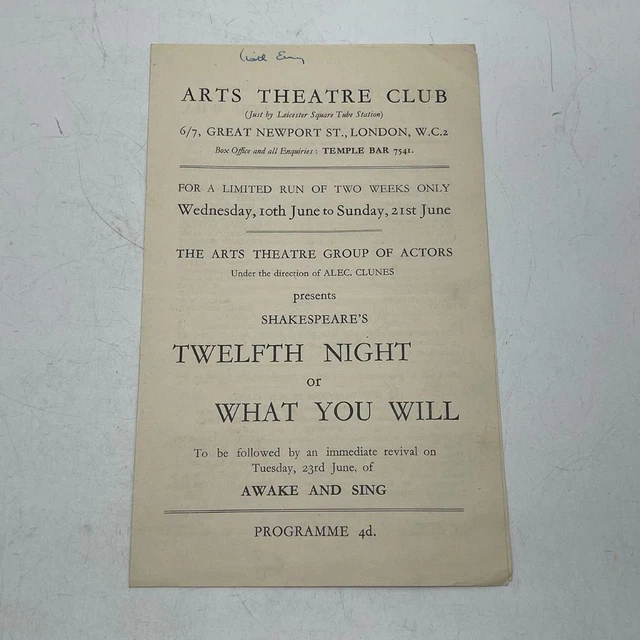 ARTS THEATRE CLUB
(Just by Leicester Square Tube Station)
6/7, GREAT NEWPORT ST., LONDON, W.C.2
Box Office and all Enquiries : TEMPLE BAR 7541.
FOR A LIMITED RUN OF TWO WEEKS ONLY
Wednesday, 10th June to Sunday, 21st June
THE ARTS THEATRE GROUP OF ACTORS
Under the direction of ALEC. CLUNES
presents
SHAKESPEARE'S
TWELFTH NIGHT
or
WHAT YOU WILL
To be followed by an immediate revival on
Tuesday, 23rd June, of
AWAKE AND SING
PROGRAMME 4d.